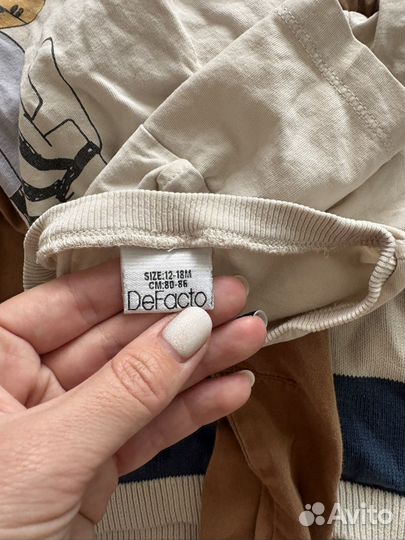 SIZE:12-18M
CM:80-86
DeFacto
Avito